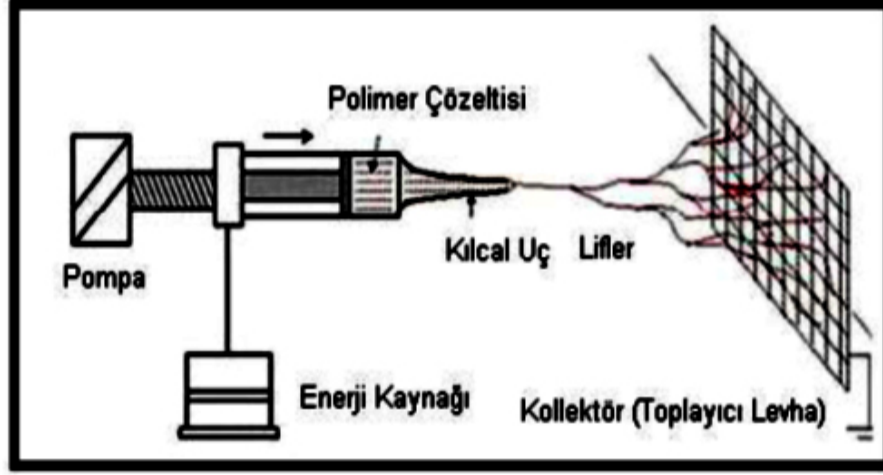 Polimer Çözeltisi
Pompa
Kılcal Uç
Lifler
Enerji Kaynağı
Kollektör (Toplayıcı Levha)